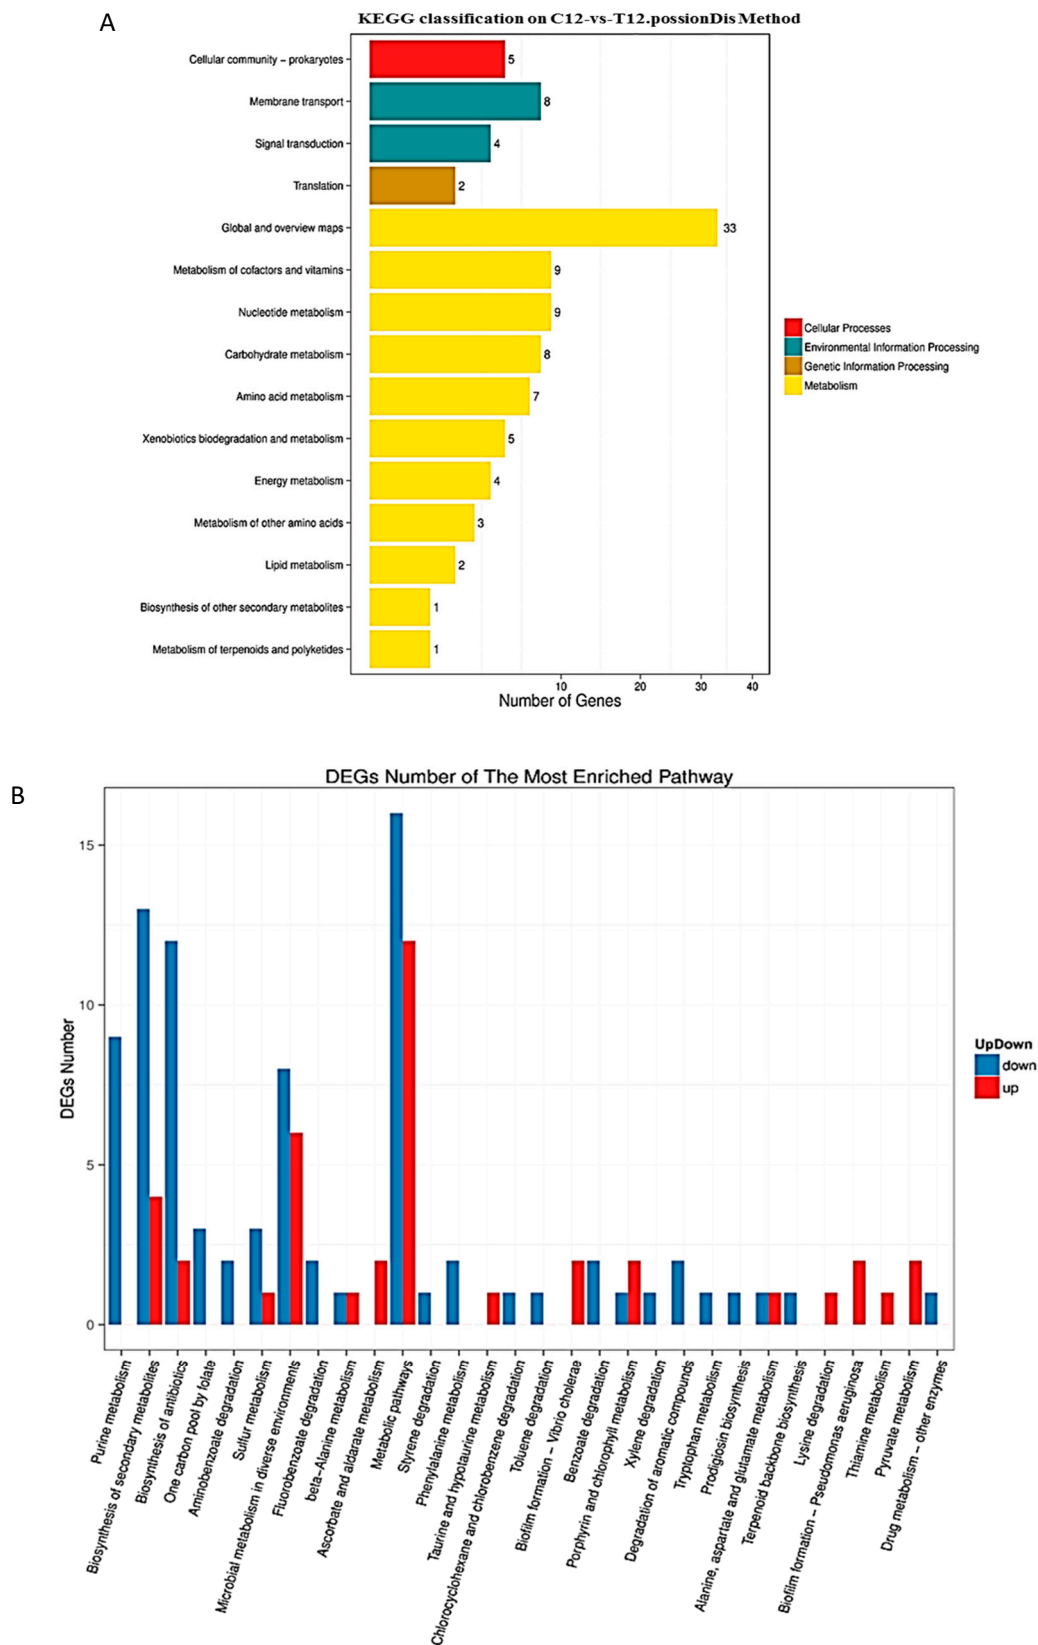 A
KEGG classification on C12-vs-T12.possionDis Method
Cellular community – prokaryotes
5
Membrane transport
8
Signal transduction
4
Translation
2
Global and overview maps
33
Metabolism of cofactors and vitamins
9
Nucleotide metabolism
9
Carbohydrate metabolism
8
Amino acid metabolism
7
Xenobiotics biodegradation and metabolism
5
Energy metabolism
4
Metabolism of other amino acids
3
Lipid metabolism
2
Biosynthesis of other secondary metabolites
1
Metabolism of terpenoids and polyketides
1
10 20 30 40
Number of Genes
Cellular Processes
Environmental Information Processing
Genetic Information Processing
Metabolism
B
DEGs Number of The Most Enriched Pathway
15
10
5
0
DEGs Number
UpDown
down
up
Purine metabolism
Biosynthesis of secondary metabolites
Biosynthesis of antibiotics
One carbon pool by folate
Aminobenzoate degradation
Sulfur metabolism
Microbial metabolism in diverse environments
Fluorobenzoate degradation
beta–Alanine metabolism
Ascorbate and aldarate metabolism
Metabolic pathways
Styrene degradation
Phenylalanine metabolism
Taurine and hypotaurine metabolism
Chlorocyclohexane and chlorobenzene degradation
Toluene degradation
Biofilm formation – Vibrio cholerae
Benzoate degradation
Porphyrin and chlorophyll metabolism
Xylene degradation
Degradation of aromatic compounds
Tryptophan metabolism
Prodigiosin biosynthesis
Alanine, aspartate and glutamate metabolism
Terpenoid backbone biosynthesis
Lysine degradation
Biofilm formation – Pseudomonas aeruginosa
Thiamine metabolism
Pyruvate metabolism
Drug metabolism – other enzymes